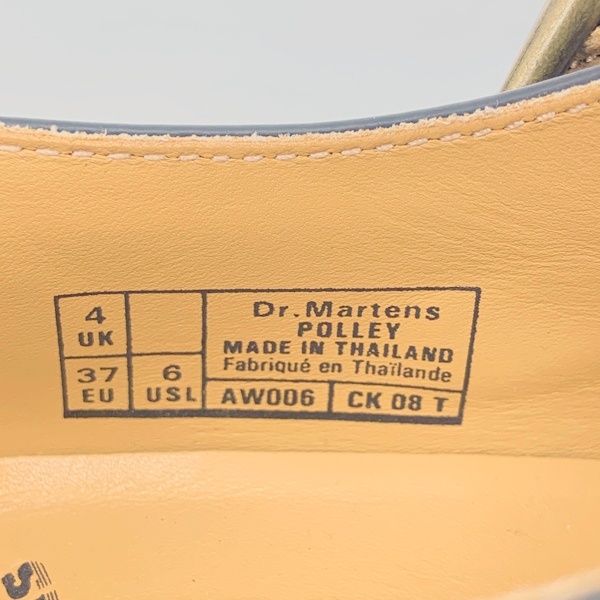 4
UK
37
EU
6
USL
Dr.Martens
POLLEY
MADE IN THAILAND
Fabriqué en Thaïlande
AW006
CK 08 T